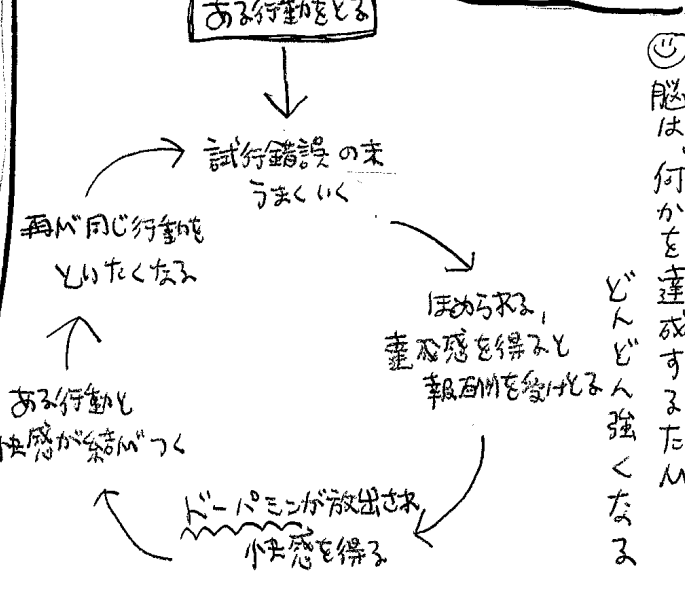 ある行動をとる
試行錯誤の末
うまくいく
ほめられる,
達成感を得ると
報酬を受けとる
ドーパミンが放出され
快感を得る
ある行動と
快感が結びつく
再び同じ行動を
とりたくなる
脳は、何かを達成するたび
どんどん強くなる